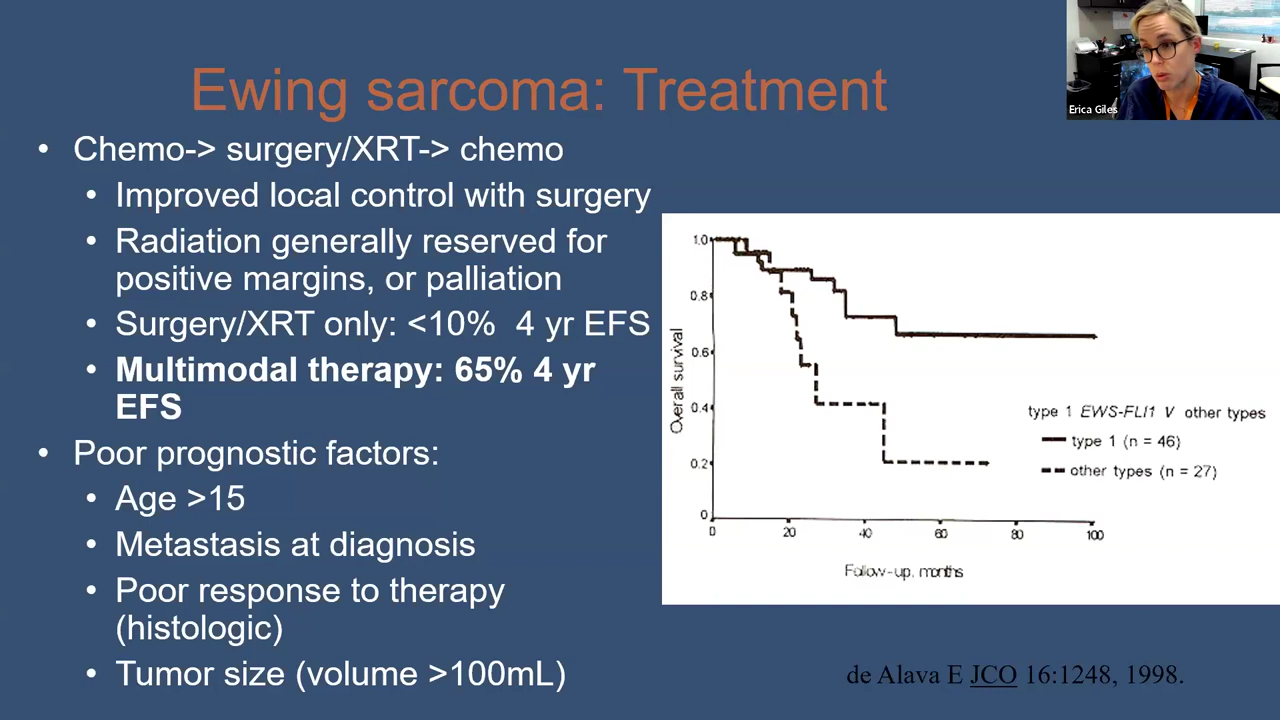 Ewing sarcoma: Treatment
Erica Giles
• Chemo-> surgery/XRT-> chemo
• Improved local control with surgery
• Radiation generally reserved for
positive margins, or palliation
• Surgery/XRT only: <10% 4 yr EFS
• Multimodal therapy: 65% 4 yr
EFS
• Poor prognostic factors:
• Age >15
• Metastasis at diagnosis
• Poor response to therapy
(histologic)
• Tumor size (volume >100mL)
Overall survival
1.0
0.8
0.6
0.4
0.2
0
0 20 40 60 80 100
Follow-up, months
type 1 EWS-FLI1 V other types
type 1 (n = 46)
other types (n = 27)
de Alava E JCO 16:1248, 1998.